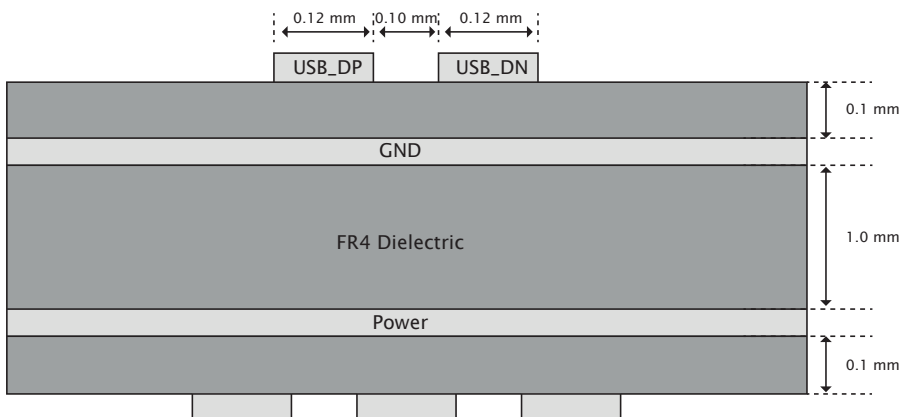 0.12 mm 0.10 mm 0.12 mm
USB_DP USB_DN
0.1 mm
GND
FR4 Dielectric
1.0 mm
Power
0.1 mm